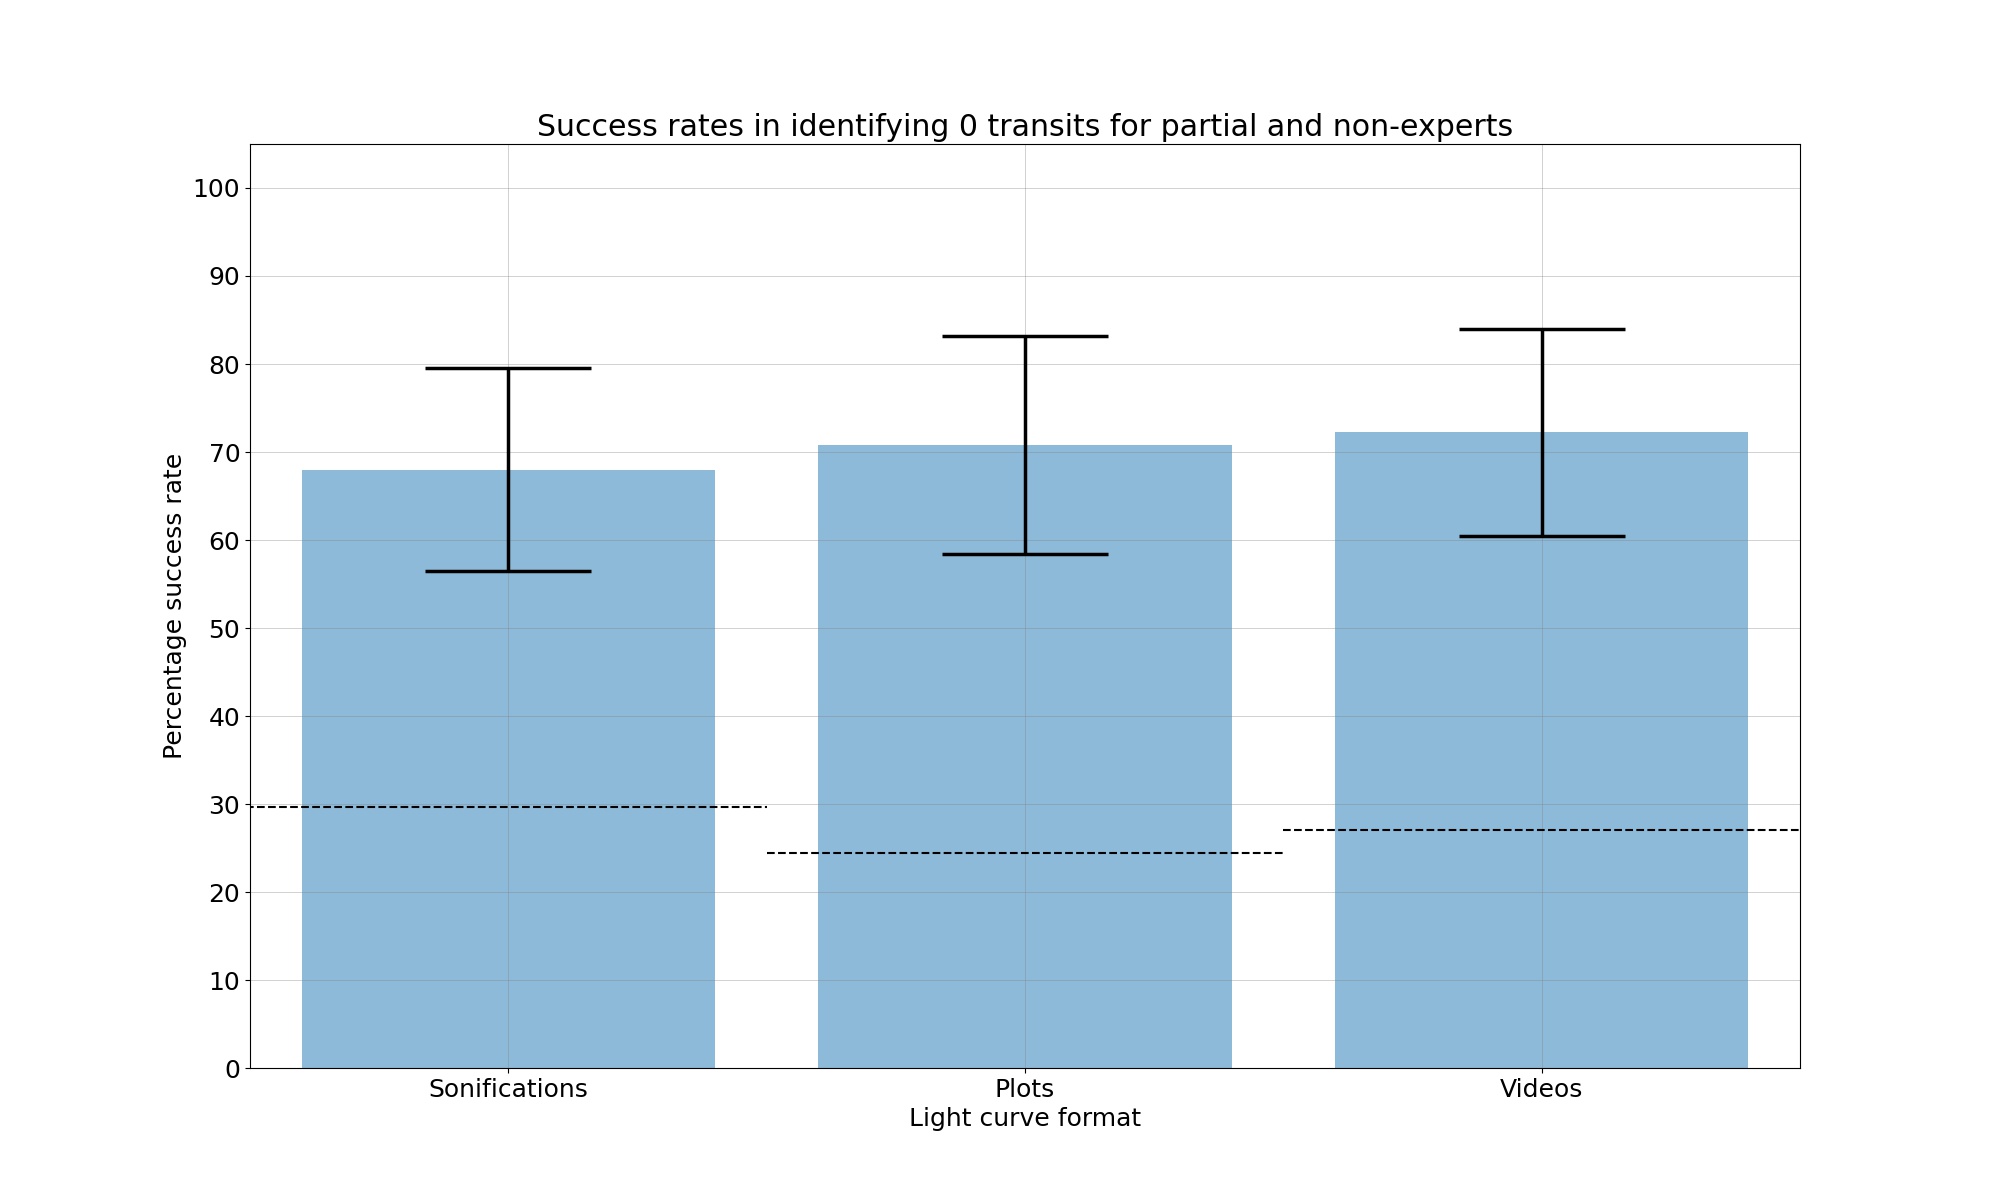 Success rates in identifying 0 transits for partial and non-experts
100
90
80
70
60
50
40
30
20
10
0
Percentage success rate
Sonifications Plots Videos
Light curve format